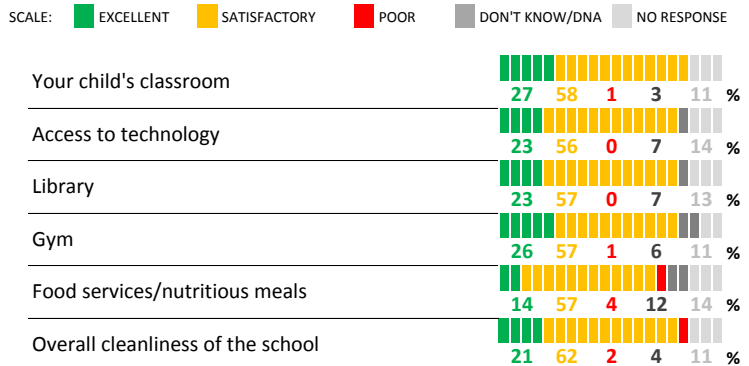 SCALE: EXCELLENT SATISFACTORY POOR DON'T KNOW/DNA NO RESPONSE
Your child's classroom
27 58 1 3 11 %
Access to technology
23 56 0 7 14 %
Library
23 57 0 7 13 %
Gym
26 57 1 6 11 %
Food services/nutritious meals
14 57 4 12 14 %
Overall cleanliness of the school
21 62 2 4 11 %